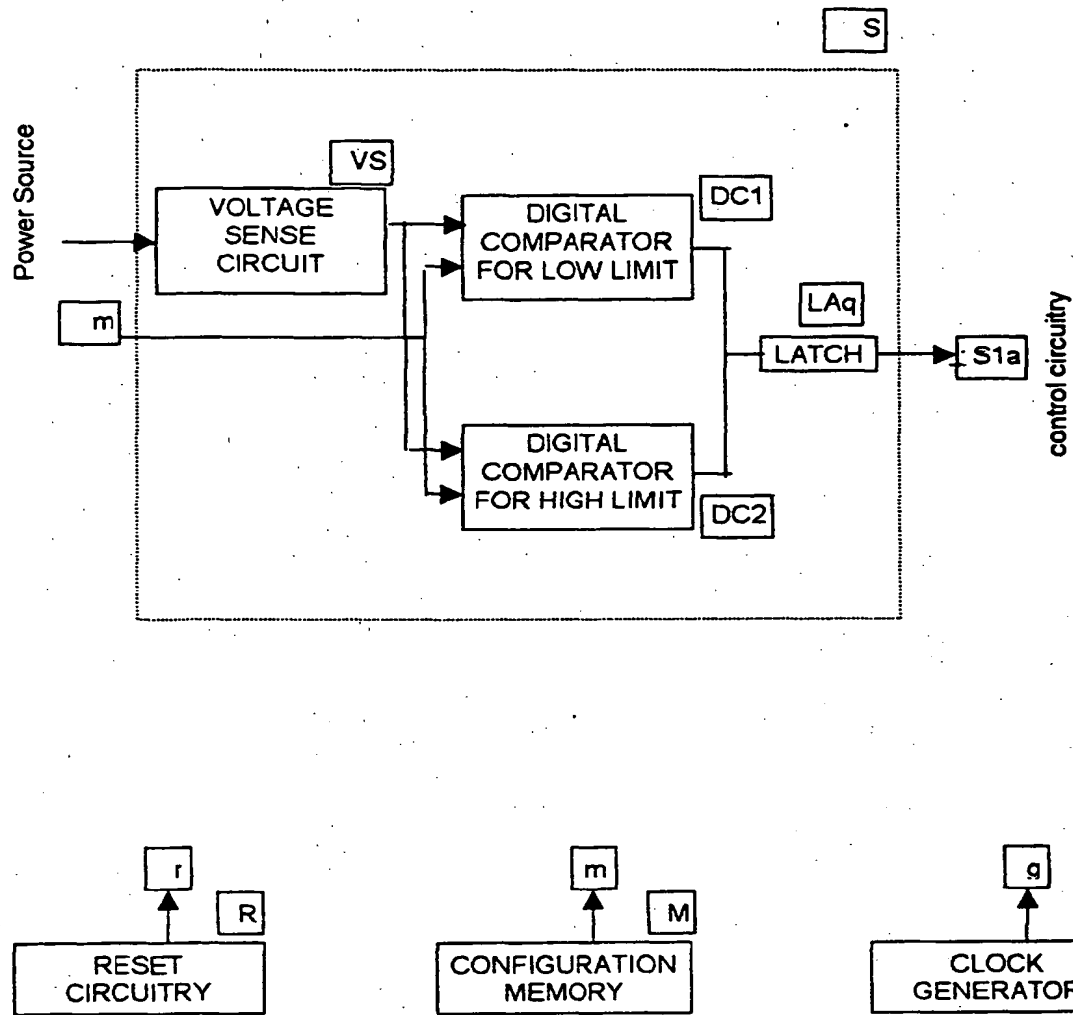 S
Power Source
VS
VOLTAGE
SENSE
CIRCUIT
DIGITAL
COMPARATOR
FOR LOW LIMIT
DC1
m
LAq
LATCH
S1a
control circuitry
DIGITAL
COMPARATOR
FOR HIGH LIMIT
DC2
r
R
RESET
CIRCUITRY
m
M
CONFIGURATION
MEMORY
g
CLOCK
GENERATOR